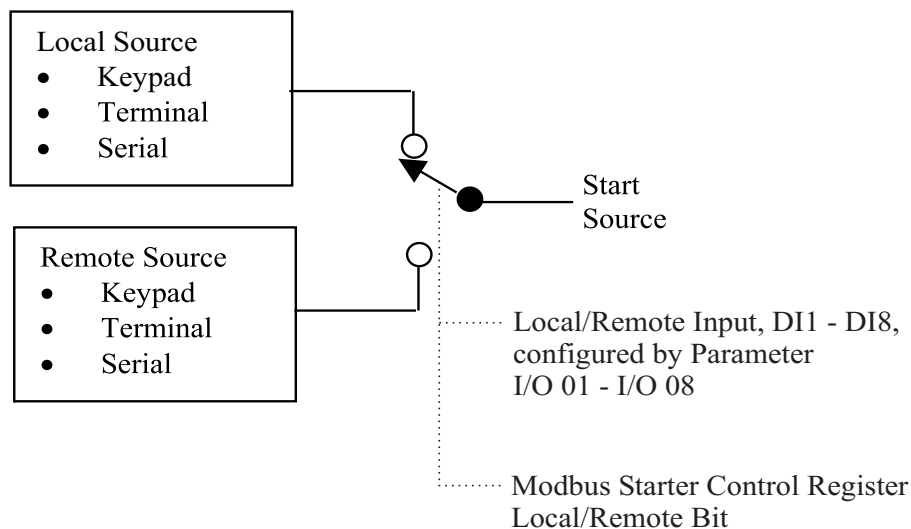 Local Source
• Keypad
• Terminal
• Serial
Start
Source
Remote Source
• Keypad
• Terminal
• Serial
Local/Remote Input, DI1 - DI8,
configured by Parameter
I/O 01 - I/O 08
Modbus Starter Control Register
Local/Remote Bit